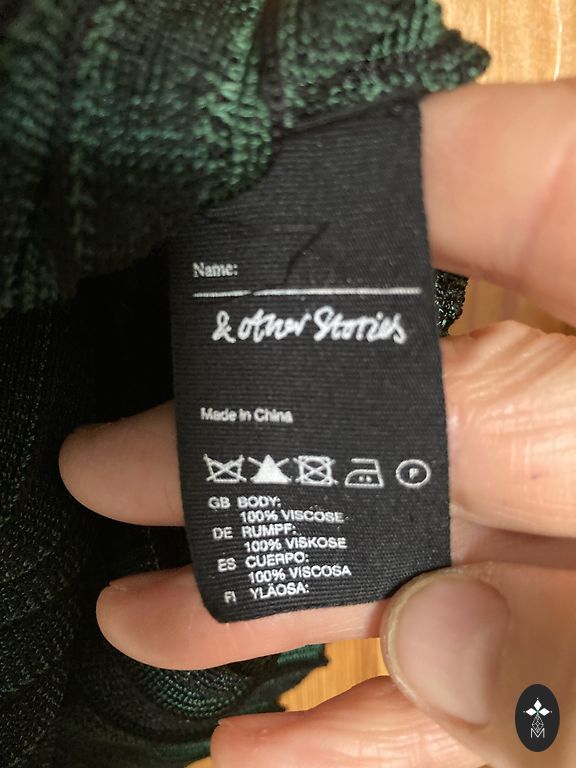 7
Name:
& other Stories
Made in China
P
GB BODY:
100% VISCOSE
DE RUMPF:
100% VISKOSE
ES CUERPO:
100% VISCOSA
FI YLÄOSA:
M